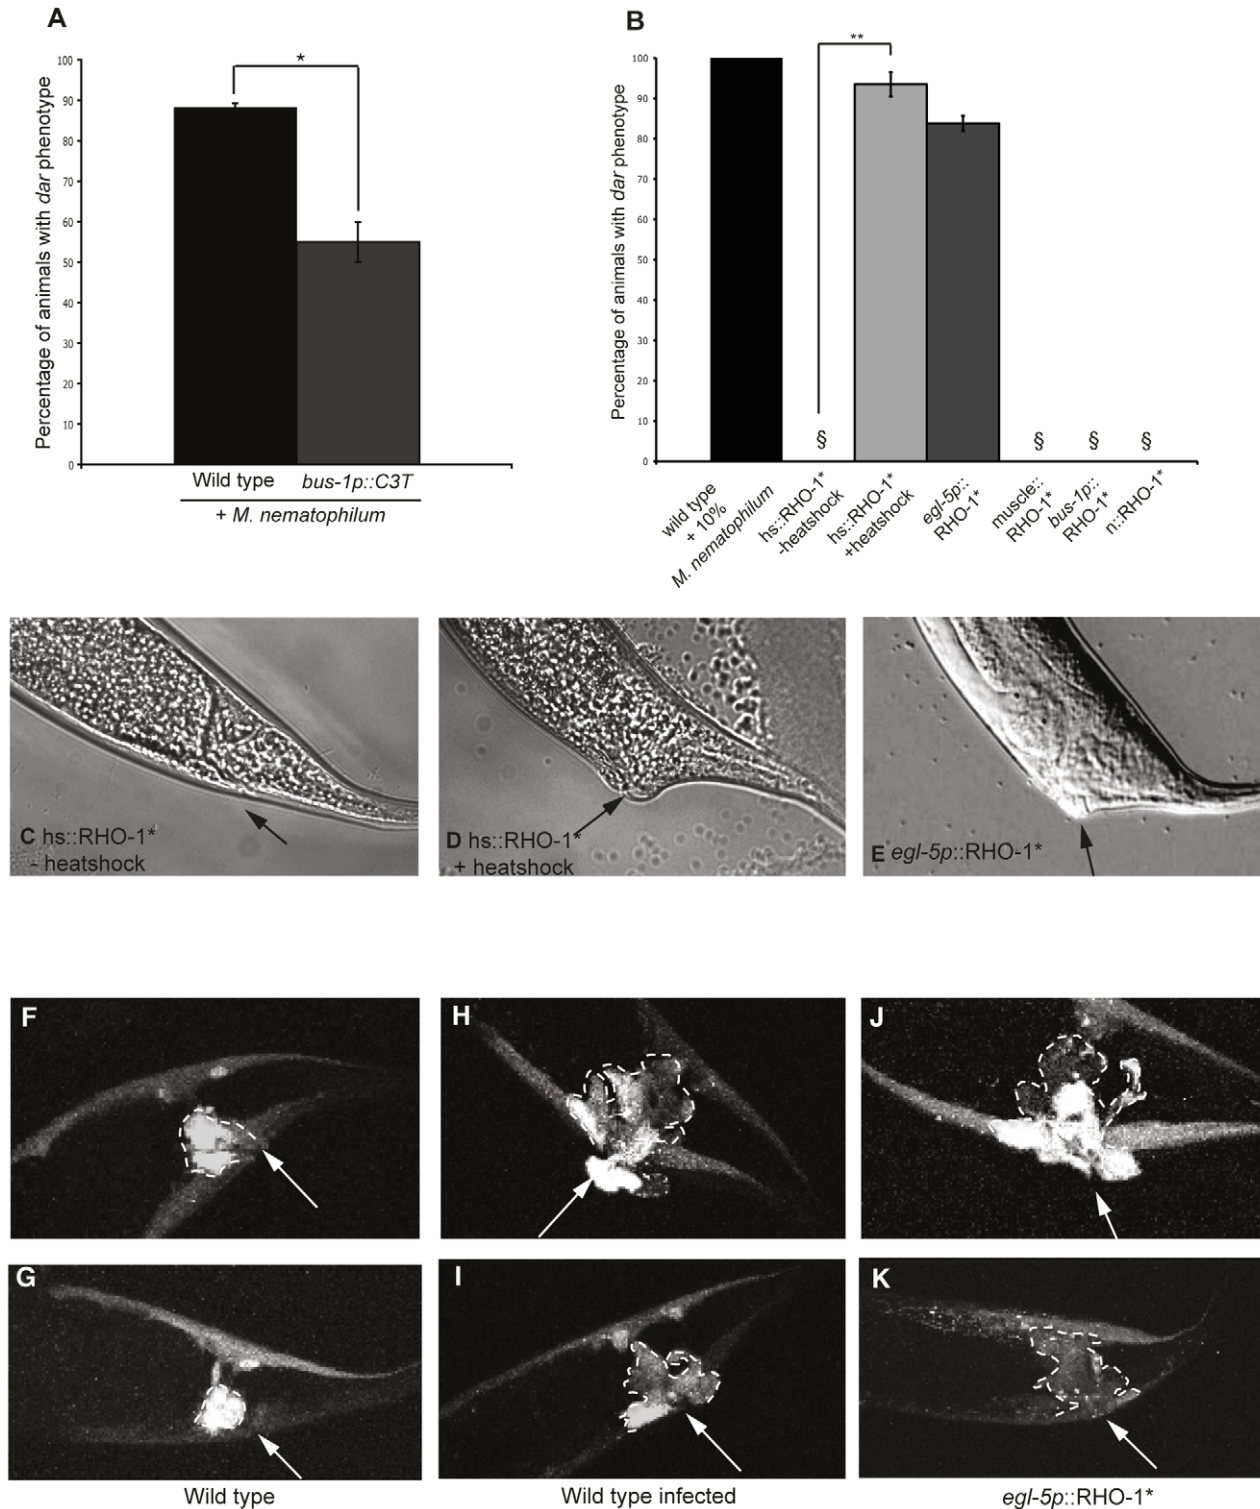 A
Percentage of animals with dar phenotype
100
90
80
70
60
50
40
30
20
10
0
*
Wild type
bus-1p::C3T
+ M. nematophilum
B
Percentage of animals with dar phenotype
100
90
80
70
60
50
40
30
20
10
0
**
§
§
§
§
wild type
+ 10%
M. nematophilum
hs::RHO-1*
-heatshock
hs::RHO-1*
+heatshock
egl-5p::
RHO-1*
muscle::
RHO-1*
bus-1p::
RHO-1*
n::RHO-1*
C hs::RHO-1*
- heatshock
D hs::RHO-1*
+ heatshock
E egl-5p::RHO-1*
F
H
J
G
I
K
Wild type
Wild type infected
egl-5p::RHO-1*